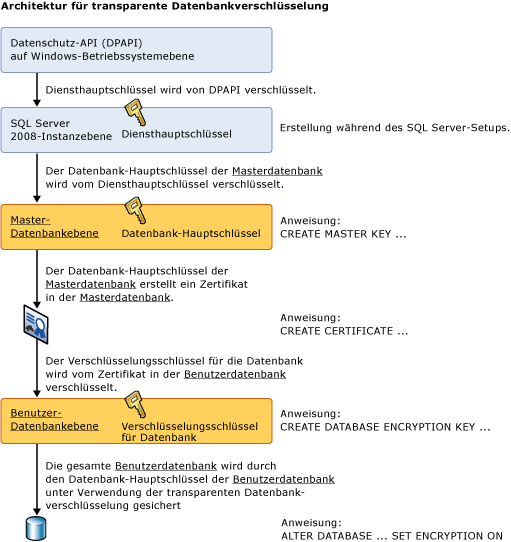 Architektur für transparente Datenbankverschlüsselung
Datenschutz-API (DPAPI)
auf Windows-Betriebssystemebene
Diensthauptschlüssel wird von DPAPI verschlüsselt.
SQL Server
2008-Instanzebene
Diensthauptschlüssel
Erstellung während des SQL Server-Setups.
Der Datenbank-Hauptschlüssel der Masterdatenbank
wird vom Diensthauptschlüssel verschlüsselt.
Master-
Datenbankebene
Datenbank-Hauptschlüssel
Anweisung:
CREATE MASTER KEY ...
Der Datenbank-Hauptschlüssel der
Masterdatenbank erstellt ein Zertifikat
in der Masterdatenbank.
Anweisung:
CREATE CERTIFICATE ...
Der Verschlüsselungsschlüssel für die Datenbank
wird vom Zertifikat in der Benutzerdatenbank
verschlüsselt.
Benutzer-
Datenbankebene
Verschlüsselungsschlüssel
für Datenbank
Anweisung:
CREATE DATABASE ENCRYPTION KEY ...
Die gesamte Benutzerdatenbank wird durch
den Datenbank-Hauptschlüssel der Benutzerdatenbank
unter Verwendung der transparenten Datenbank-
verschlüsselung gesichert
Anweisung:
ALTER DATABASE ... SET ENCRYPTION ON